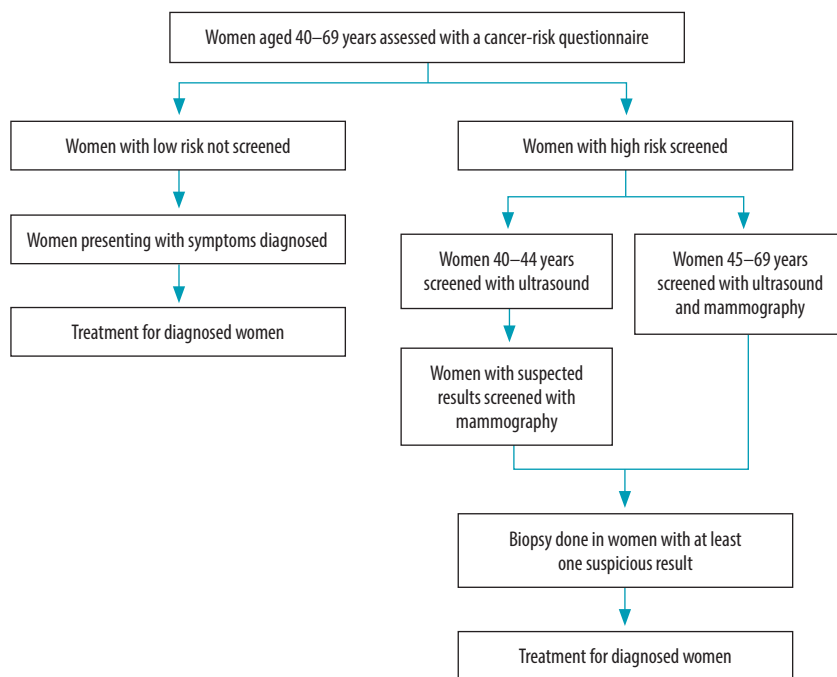 Women aged 40–69 years assessed with a cancer-risk questionnaire
Women with low risk not screened
Women with high risk screened
Women presenting with symptoms diagnosed
Women 40–44 years
screened with ultrasound
Women 45–69 years
screened with ultrasound
and mammography
Treatment for diagnosed women
Women with suspected
results screened with
mammography
Biopsy done in women with at least
one suspicious result
Treatment for diagnosed women